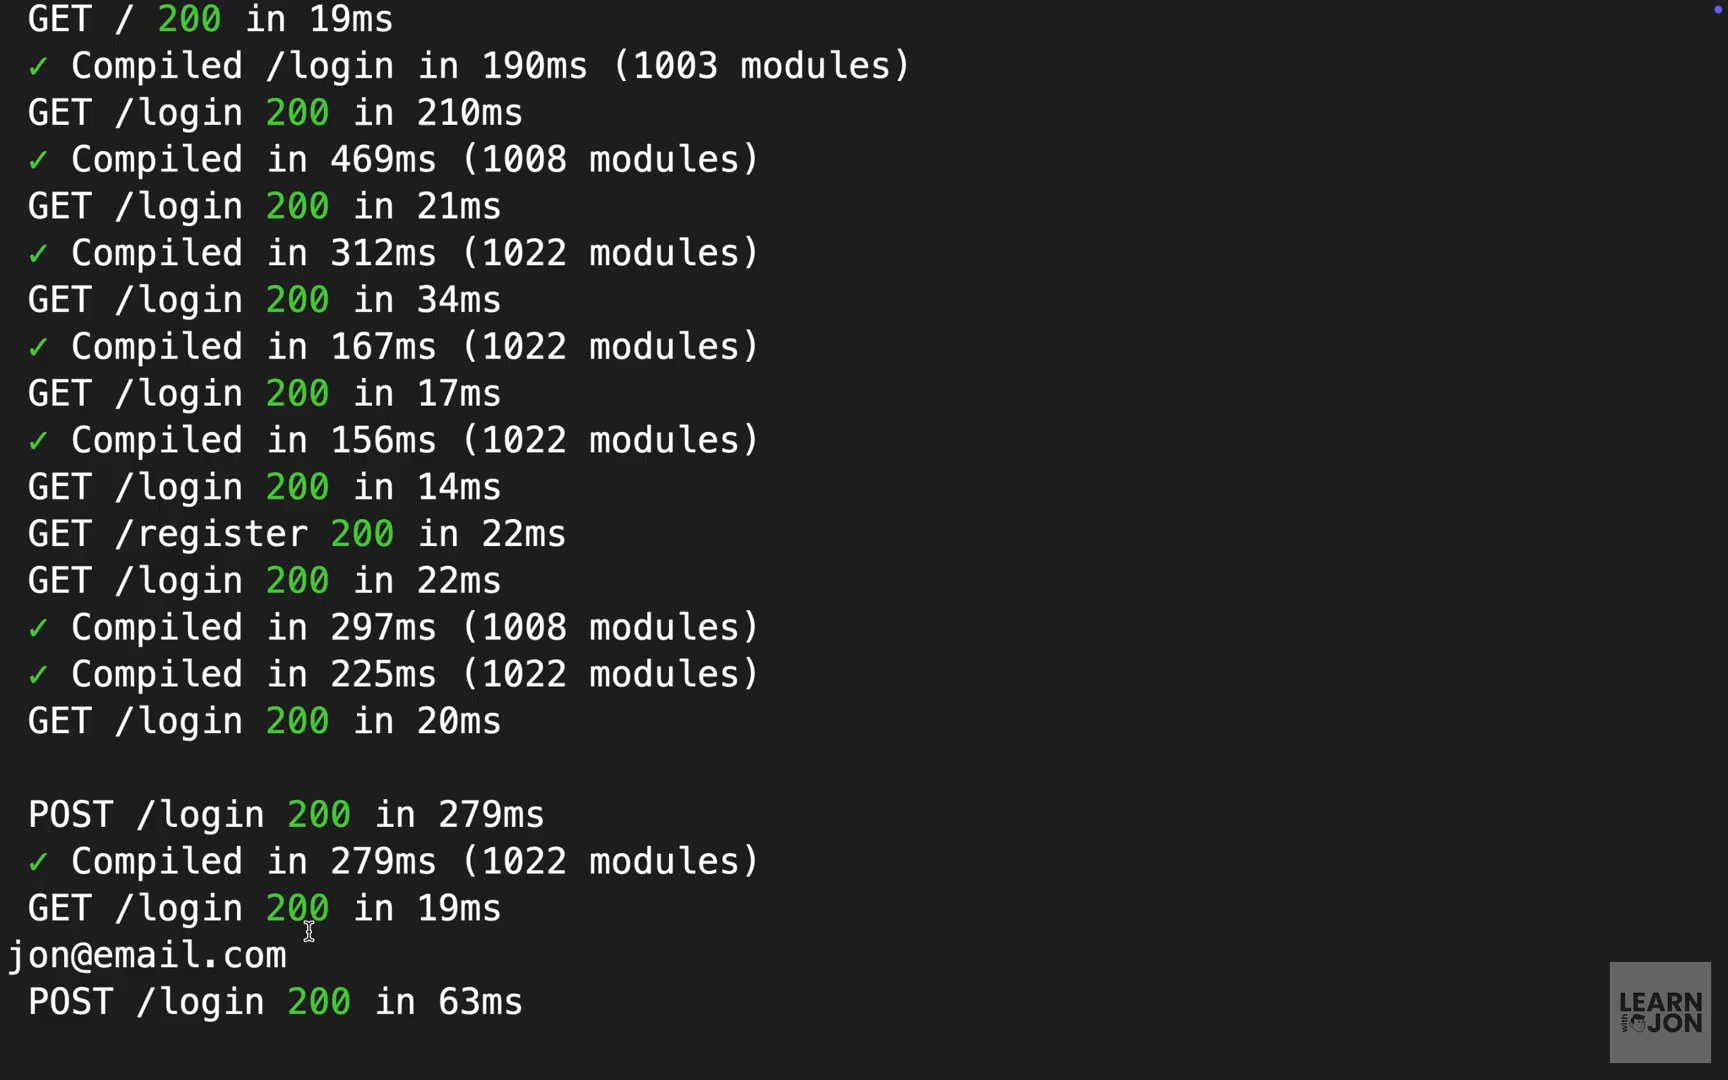 GET / 200 in 19ms
✓ Compiled /login in 190ms (1003 modules)
GET /login 200 in 210ms
✓ Compiled in 469ms (1008 modules)
GET /login 200 in 21ms
✓ Compiled in 312ms (1022 modules)
GET /login 200 in 34ms
✓ Compiled in 167ms (1022 modules)
GET /login 200 in 17ms
✓ Compiled in 156ms (1022 modules)
GET /login 200 in 14ms
GET /register 200 in 22ms
GET /login 200 in 22ms
✓ Compiled in 297ms (1008 modules)
✓ Compiled in 225ms (1022 modules)
GET /login 200 in 20ms
POST /login 200 in 279ms
✓ Compiled in 279ms (1022 modules)
GET /login 200 in 19ms
jon@email.com
POST /login 200 in 63ms
LEARN
with JON